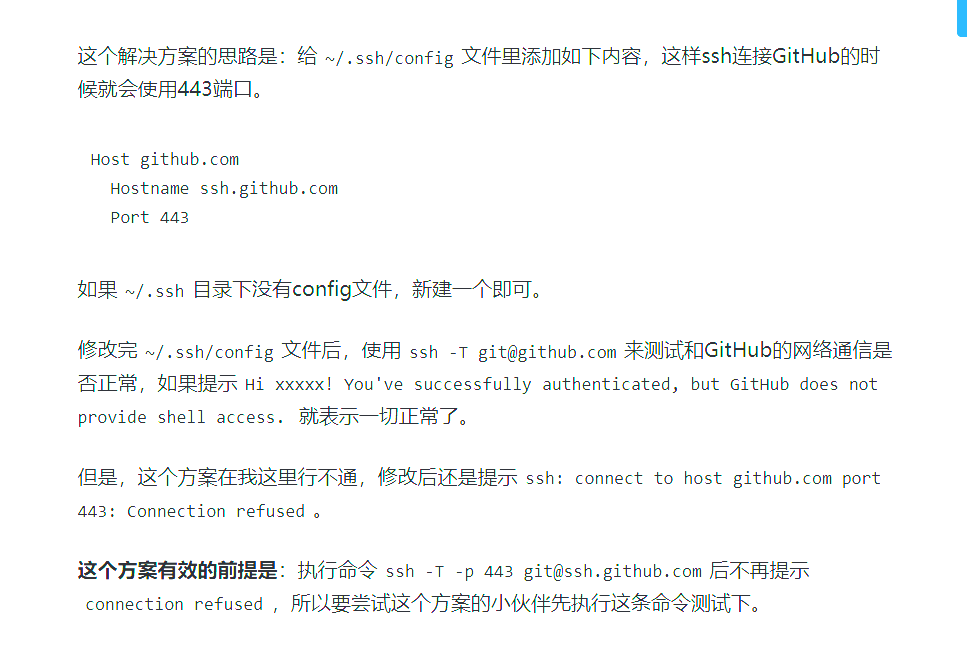 这个解决方案的思路是：给 ~/.ssh/config 文件里添加如下内容，这样ssh连接GitHub的时
候就会使用443端口。
Host github.com
  Hostname ssh.github.com
  Port 443
如果 ~/.ssh 目录下没有config文件，新建一个即可。
修改完 ~/.ssh/config 文件后，使用 ssh -T git@github.com 来测试和GitHub的网络通信是
否正常，如果提示 Hi xxxxx! You've successfully authenticated, but GitHub does not
provide shell access. 就表示一切正常了。
但是，这个方案在我这里行不通，修改后还是提示 ssh: connect to host github.com port
443: Connection refused 。
这个方案有效的前提是：执行命令 ssh -T -p 443 git@ssh.github.com 后不再提示
connection refused ，所以要尝试这个方案的小伙伴先执行这条命令测试下。